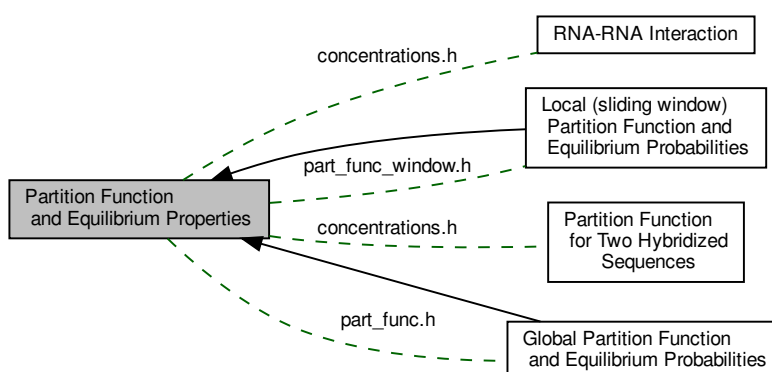 RNA-RNA Interaction
concentrations.h
Local (sliding window)
Partition Function and
Equilibrium Probabilities
part_func_window.h
Partition Function
and Equilibrium Properties
concentrations.h
Partition Function
for Two Hybridized
Sequences
part_func.h
Global Partition Function
and Equilibrium Probabilities